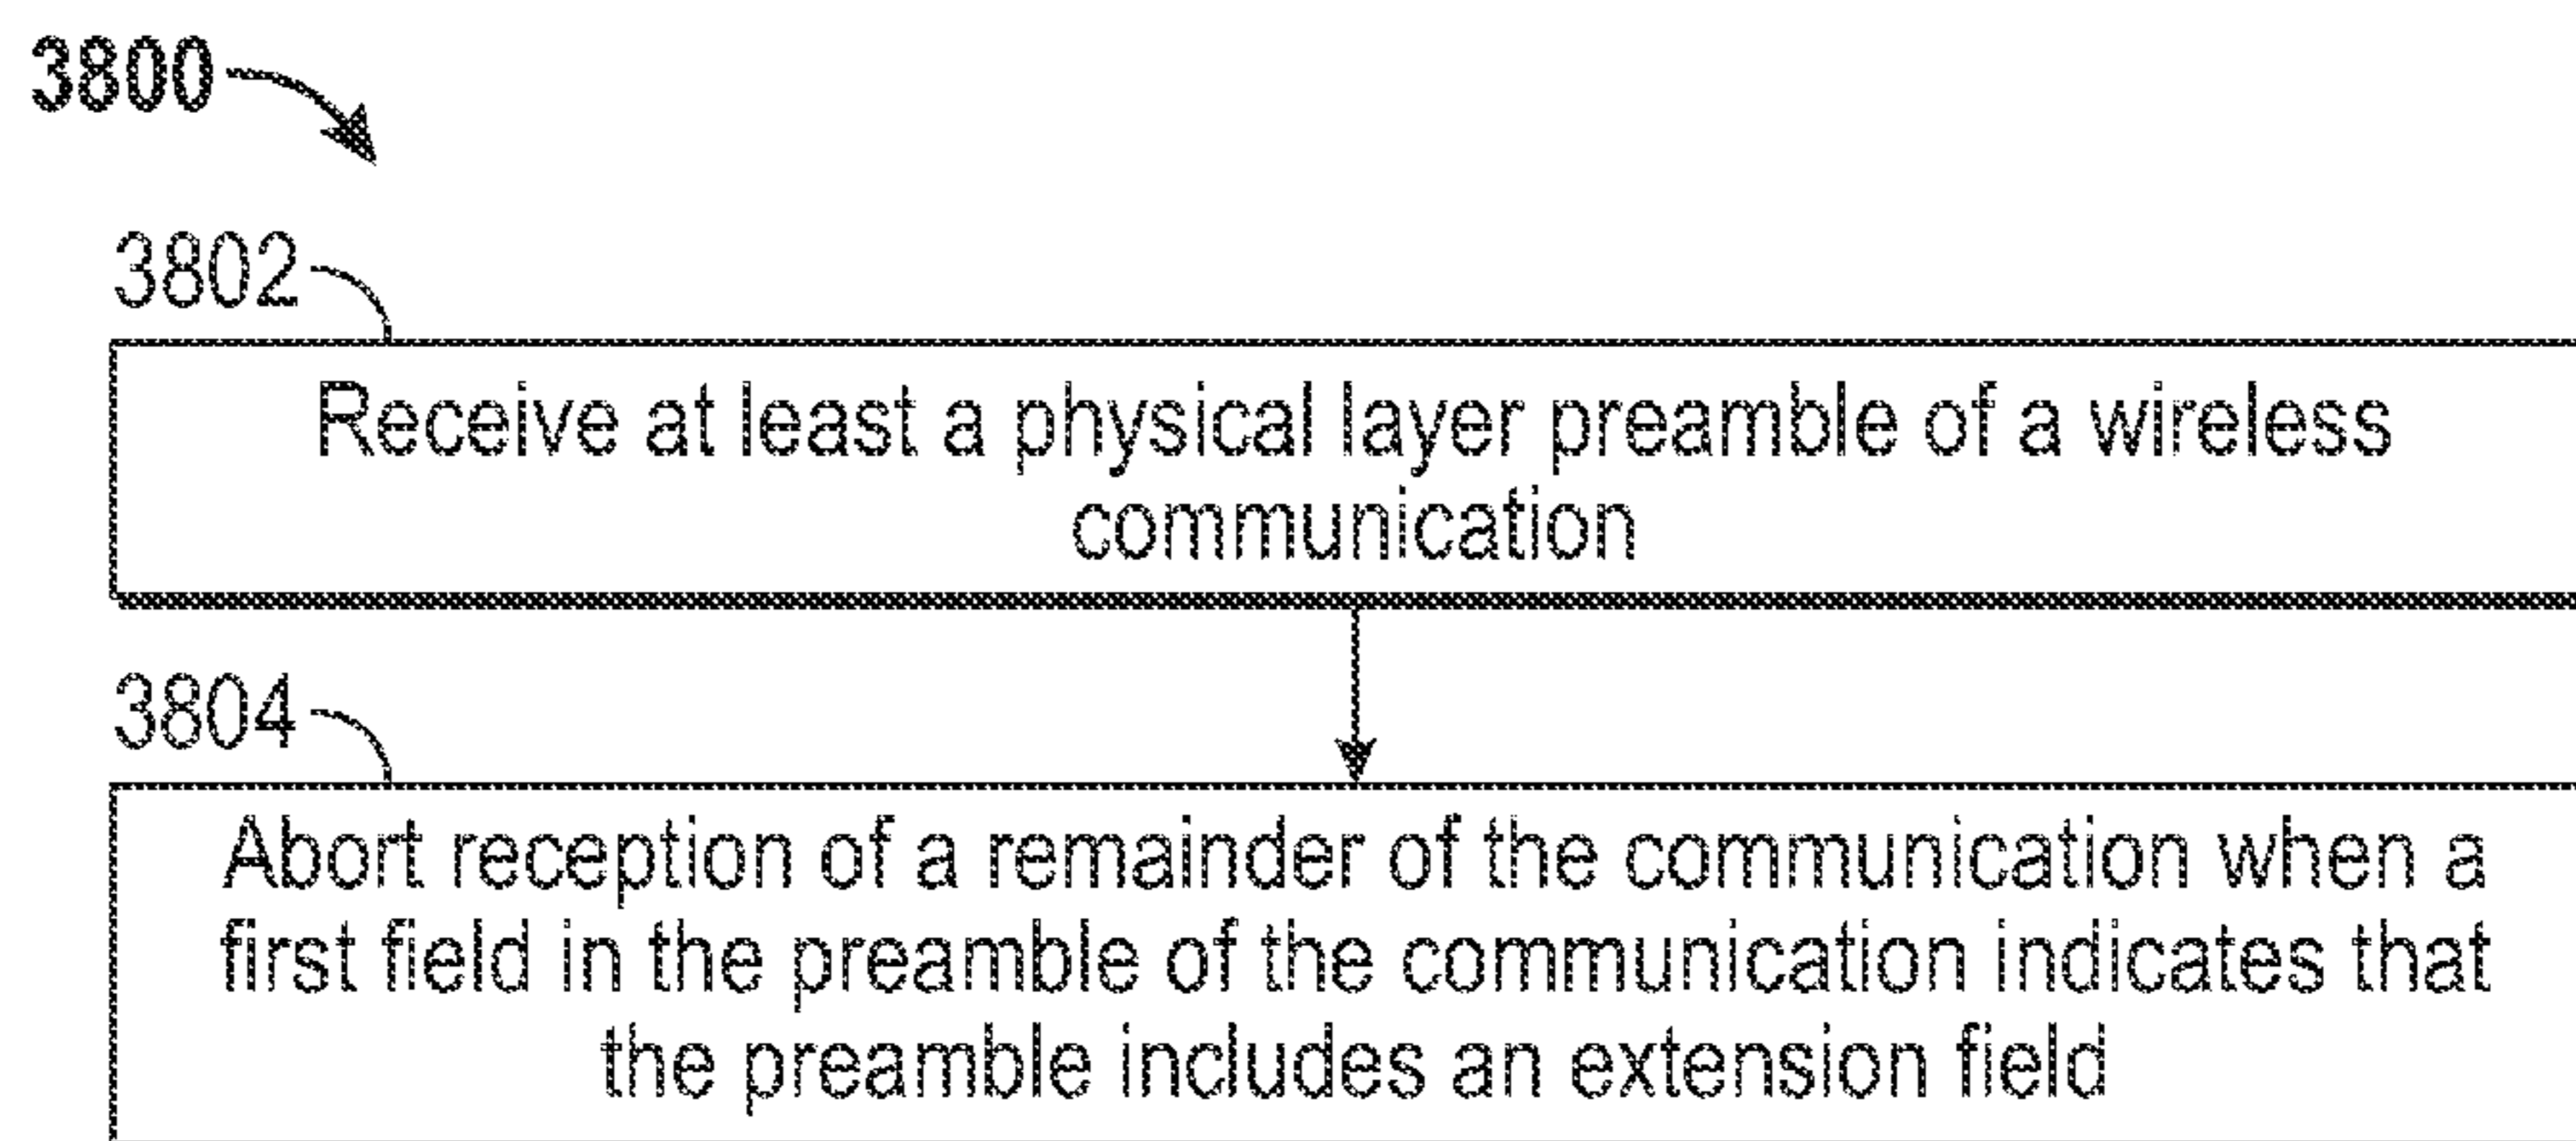 3800
3802
Receive at least a physical layer preamble of a wireless
communication
3804
Abort reception of a remainder of the communication when a
first field in the preamble of the communication indicates that
the preamble includes an extension field